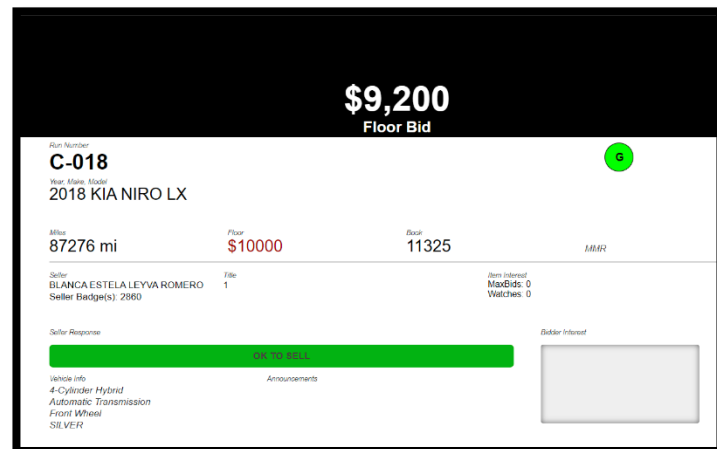 $9,200
Floor Bid
Run Number
C-018
G
Year, Make, Model
2018 KIA NIRO LX
Miles
Floor
Book
87276 mi
$10000
11325
MMR
Seller
Title
Item Interest
BLANCA ESTELA LEYVA ROMERO
1
MaxBids: 0
Seller Badge(s): 2860
Watches: 0
Seller Response
Bidder Interest
OK TO SELL
Vehicle Info
Announcements
4-Cylinder Hybrid
Automatic Transmission
Front Wheel
SILVER